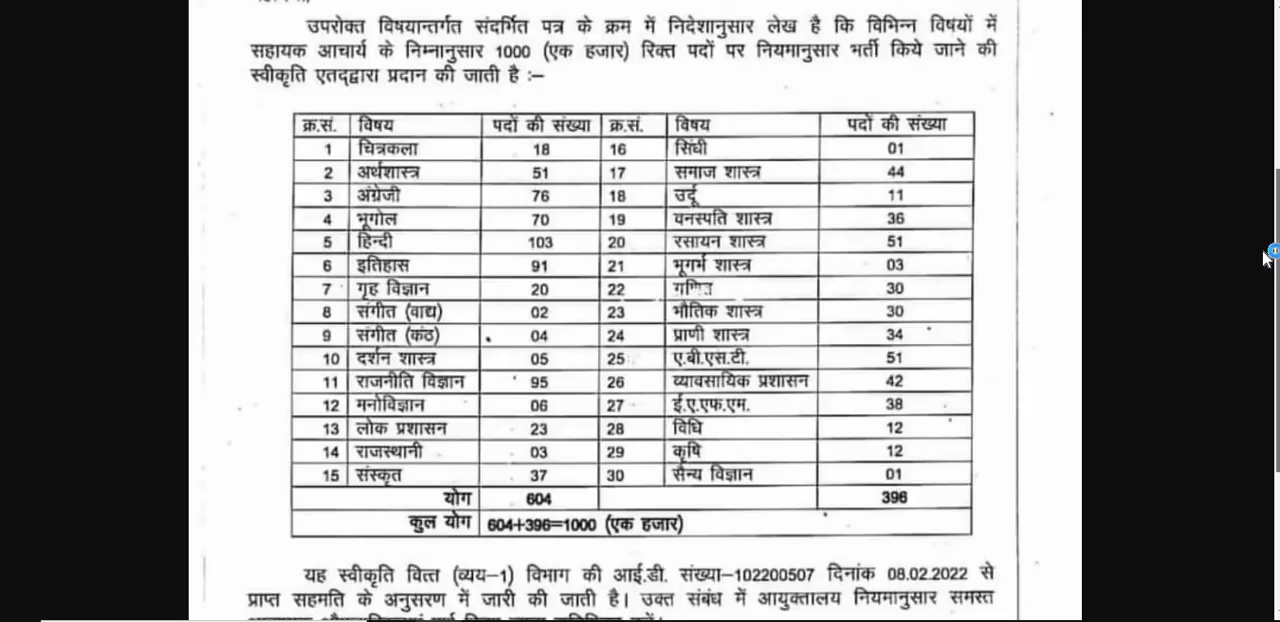 उपरोक्त विषयान्तर्गत संदर्भित पत्र के क्रम में निदेशानुसार लेख है कि विभिन्न विषयों में
सहायक आचार्य के निम्नानुसार 1000 (एक हजार) रिक्त पदों पर नियमानुसार भर्ती किये जाने की
स्वीकृति एतद्द्वारा प्रदान की जाती है :–
क्र.सं. विषय पदों की संख्या क्र.सं. विषय पदों की संख्या
1 चित्रकला 18 16 सिंधी 01
2 अर्थशास्त्र 51 17 समाज शास्त्र 44
3 अंग्रेजी 76 18 उर्दू 11
4 भूगोल 70 19 वनस्पति शास्त्र 36
5 हिन्दी 103 20 रसायन शास्त्र 51
6 इतिहास 91 21 भूगर्भ शास्त्र 03
7 गृह विज्ञान 20 22 गणित 30
8 संगीत (वाद्य) 02 23 भौतिक शास्त्र 30
9 संगीत (कंठ) 04 24 प्राणी शास्त्र 34
10 दर्शन शास्त्र 05 25 ए.बी.एस.टी. 51
11 राजनीति विज्ञान 95 26 व्यावसायिक प्रशासन 42
12 मनोविज्ञान 06 27 ई.ए.एफ.एम. 38
13 लोक प्रशासन 23 28 विधि 12
14 राजस्थानी 03 29 कृषि 12
15 संस्कृत 37 30 सैन्य विज्ञान 01
योग 604 396
कुल योग 604+396=1000 (एक हजार)
यह स्वीकृति वित्त (व्यय–1) विभाग की आई.डी. संख्या–102200507 दिनांक 08.02.2022 से
प्राप्त सहमति के अनुसरण में जारी की जाती है। उक्त संबंध में आयुक्तालय नियमानुसार समस्त